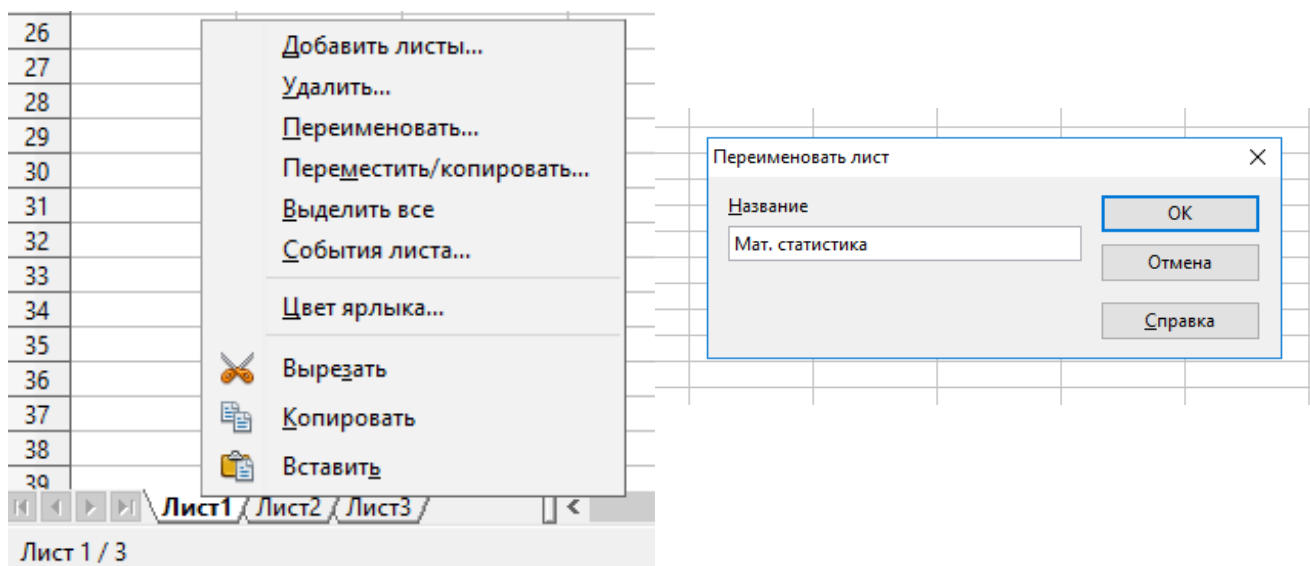 26
27
28
29
30
31
32
33
34
35
36
37
38
39
Добавить листы...
Удалить...
Переименовать...
Переместить/копировать...
Выделить все
События листа...
Цвет ярлыка...
Вырезать
Копировать
Вставить
Лист1 Лист2 Лист3
Лист 1 / 3
Переименовать лист
Название
Мат. статистика
OK
Отмена
Справка